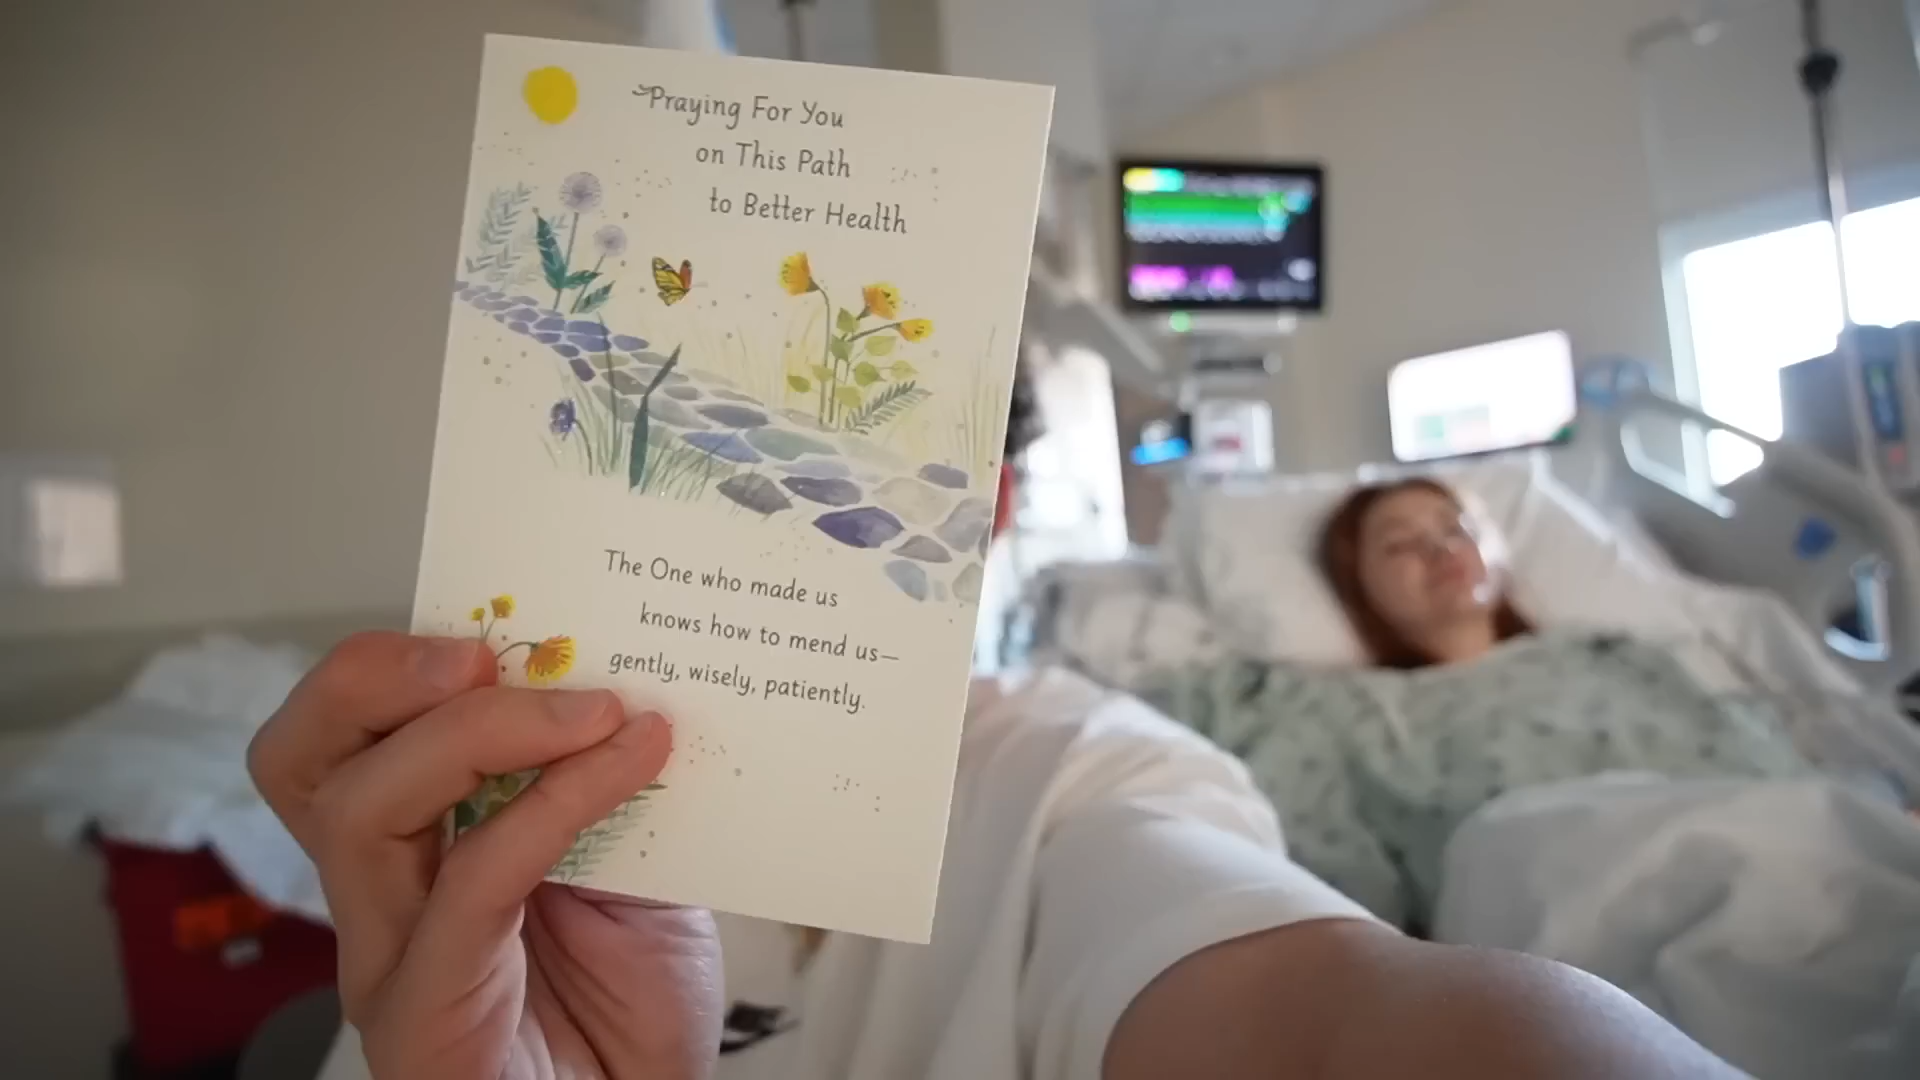 Praying For You
on This Path
to Better Health
The One who made us
knows how to mend us—
gently, wisely, patiently.